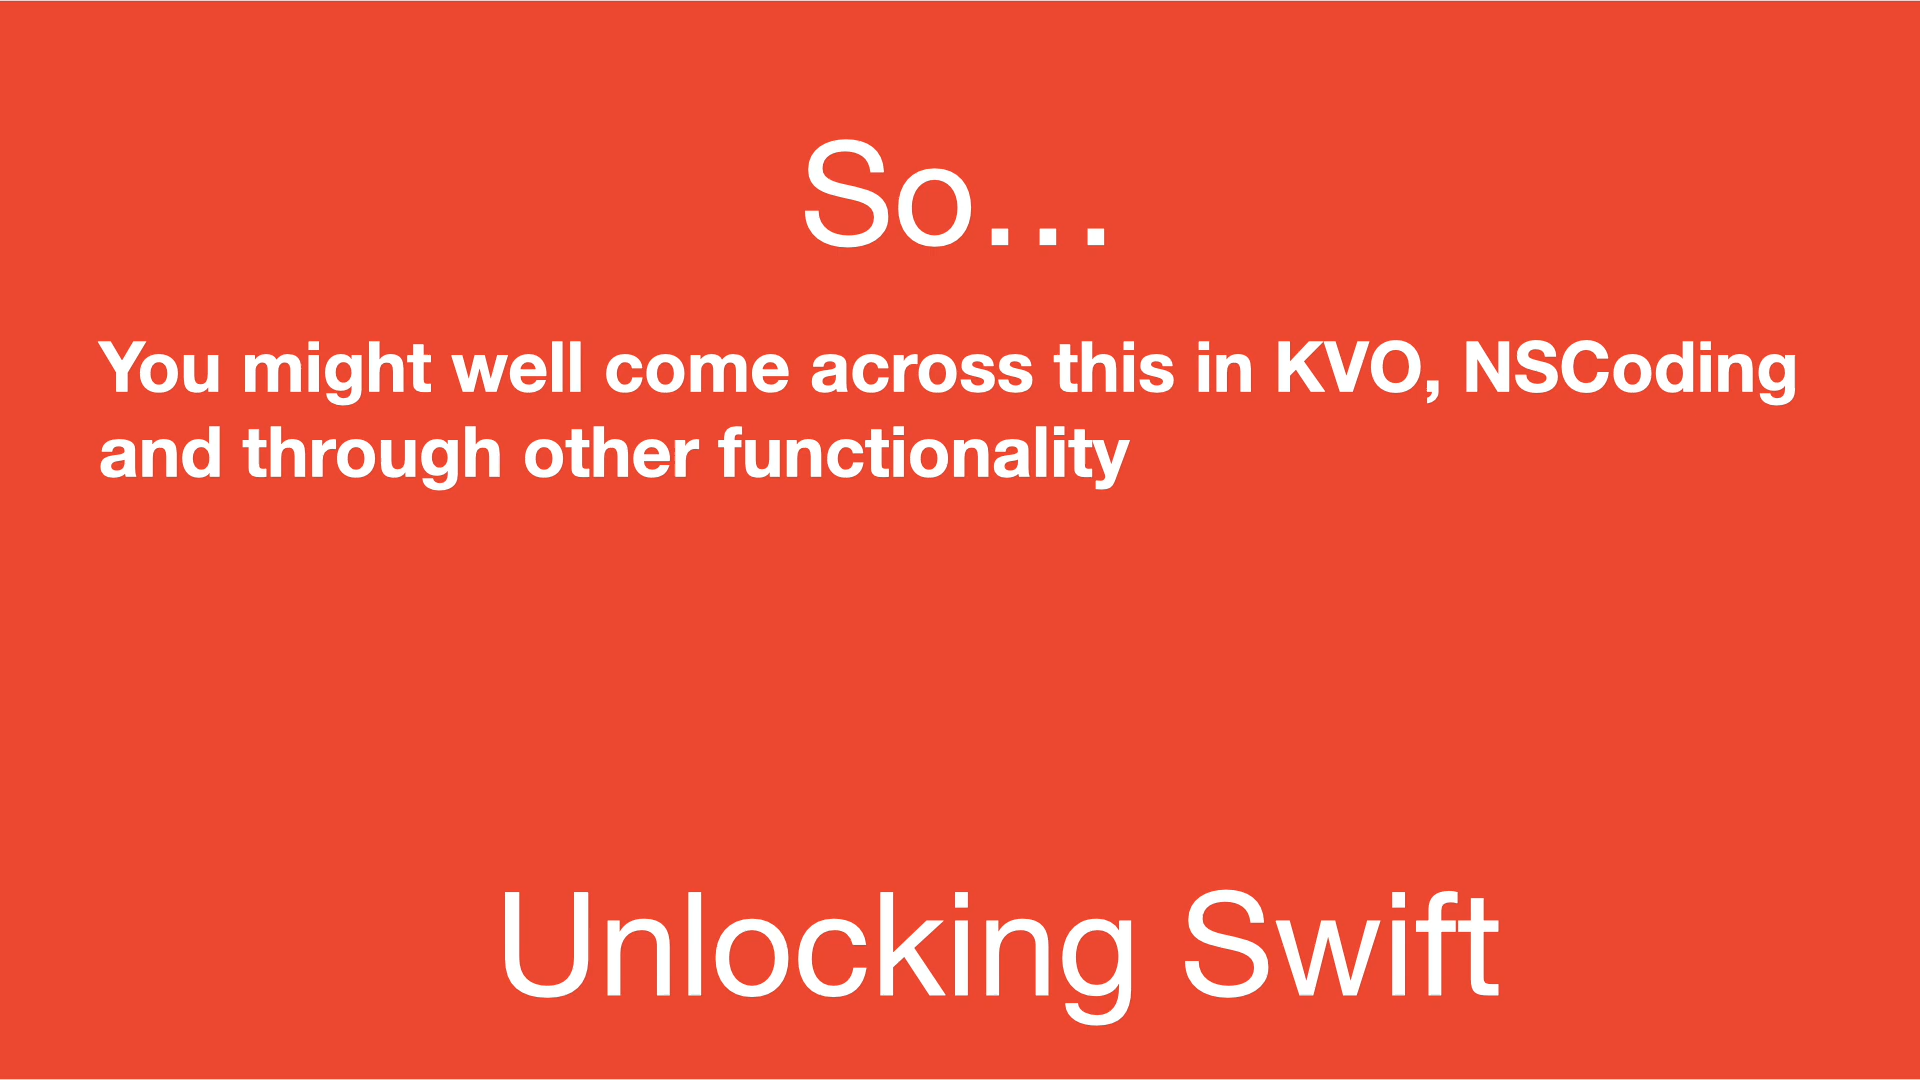 So...
You might well come across this in KVO, NSCoding
and through other functionality
Unlocking Swift